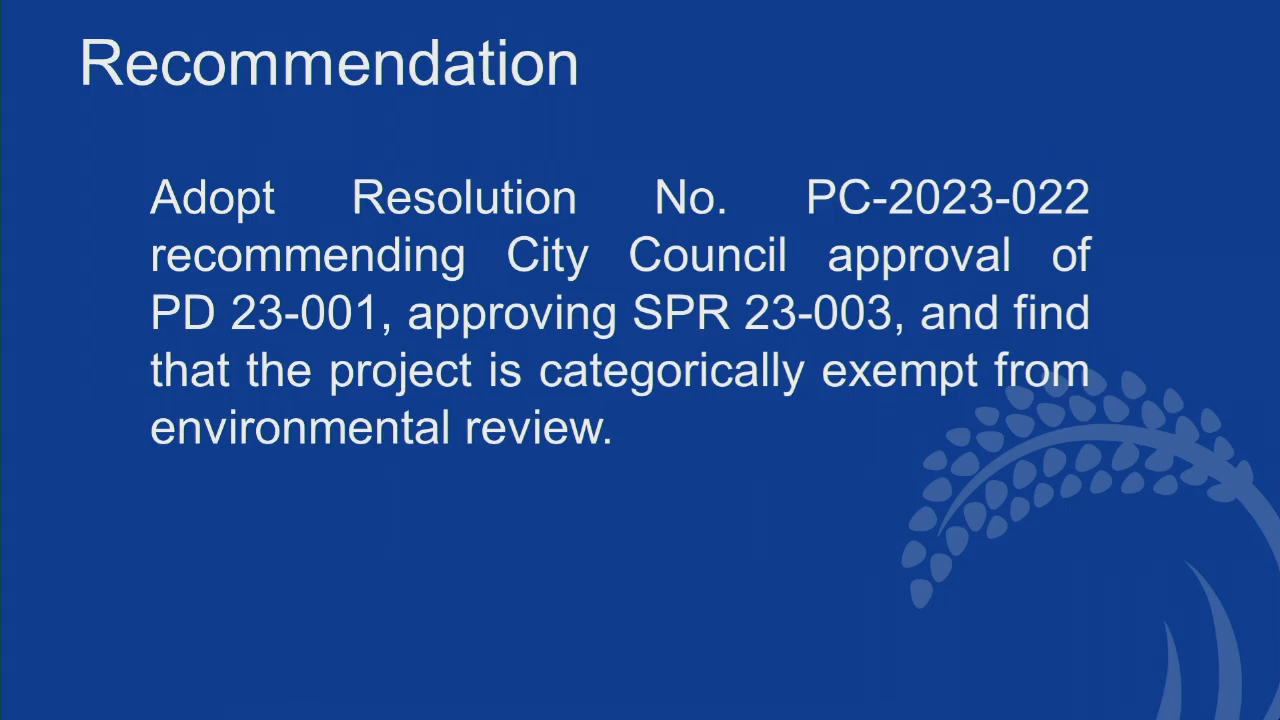 Recommendation
Adopt Resolution No. PC-2023-022
recommending City Council approval of
PD 23-001, approving SPR 23-003, and find
that the project is categorically exempt from
environmental review.